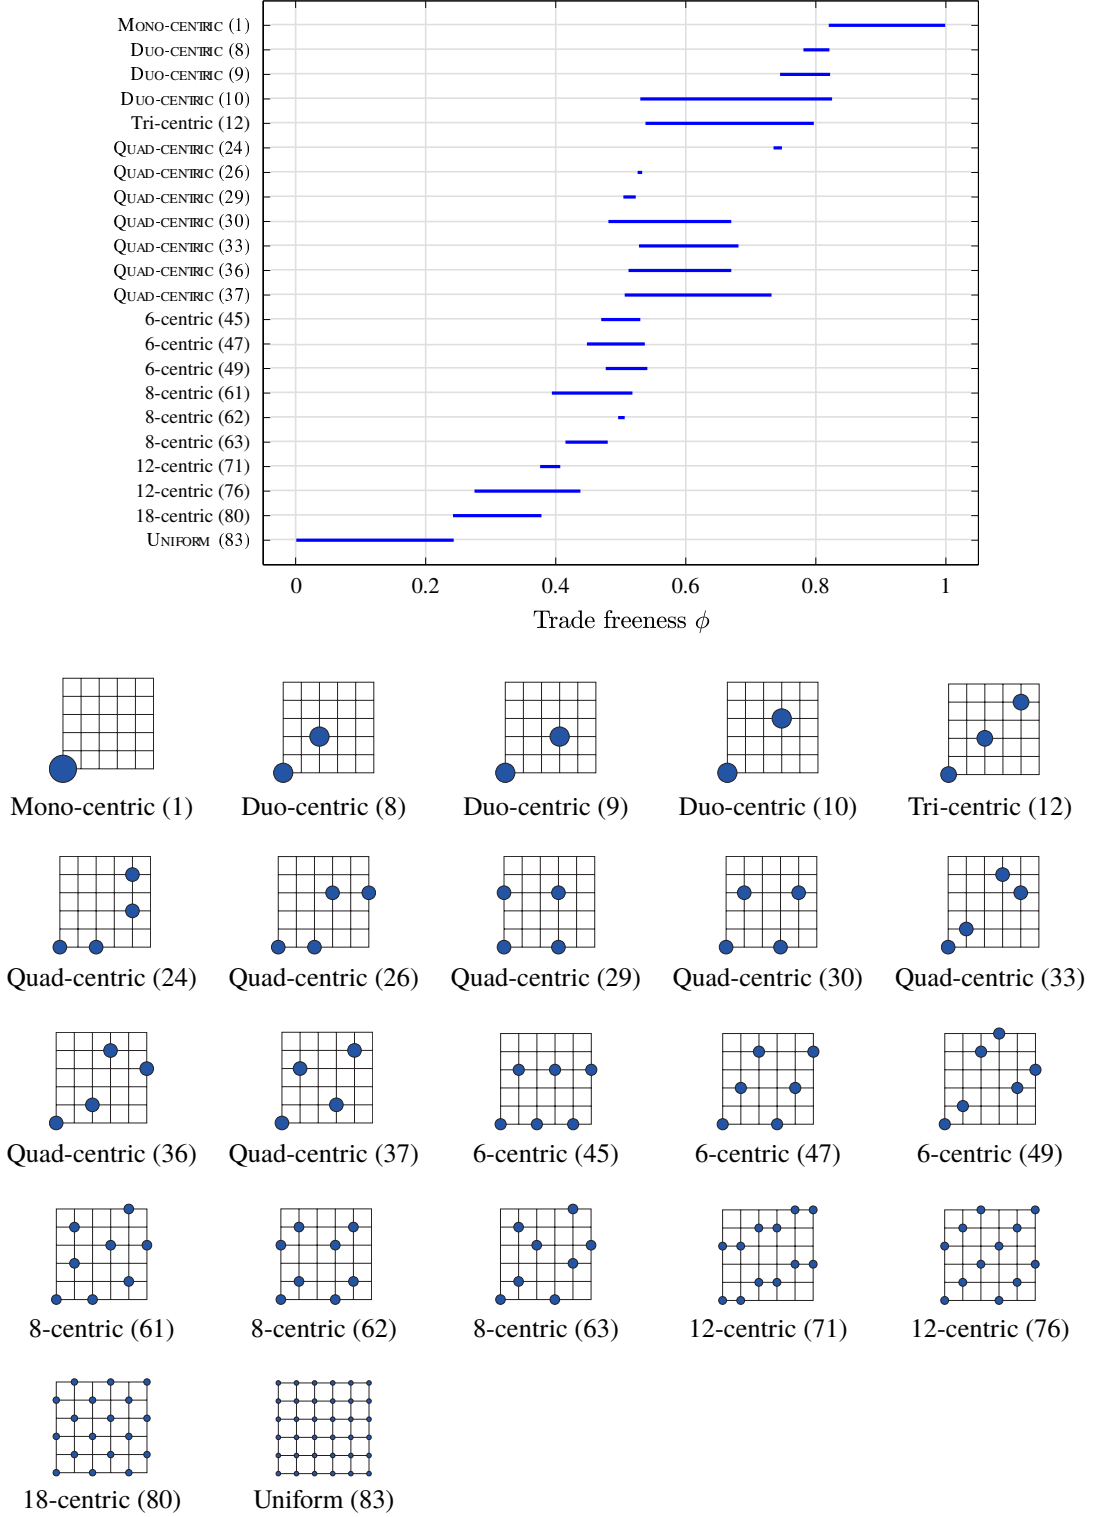 MONO-CENTRIC (1)
DUO-CENTRIC (8)
DUO-CENTRIC (9)
DUO-CENTRIC (10)
Tri-centric (12)
QUAD-CENTRIC (24)
QUAD-CENTRIC (26)
QUAD-CENTRIC (29)
QUAD-CENTRIC (30)
QUAD-CENTRIC (33)
QUAD-CENTRIC (36)
QUAD-CENTRIC (37)
6-centric (45)
6-centric (47)
6-centric (49)
8-centric (61)
8-centric (62)
8-centric (63)
12-centric (71)
12-centric (76)
18-centric (80)
UNIFORM (83)
0 0.2 0.4 0.6 0.8 1
Trade freeness ϕ
Mono-centric (1) Duo-centric (8) Duo-centric (9) Duo-centric (10) Tri-centric (12)
Quad-centric (24) Quad-centric (26) Quad-centric (29) Quad-centric (30) Quad-centric (33)
Quad-centric (36) Quad-centric (37) 6-centric (45) 6-centric (47) 6-centric (49)
8-centric (61) 8-centric (62) 8-centric (63) 12-centric (71) 12-centric (76)
18-centric (80) Uniform (83)